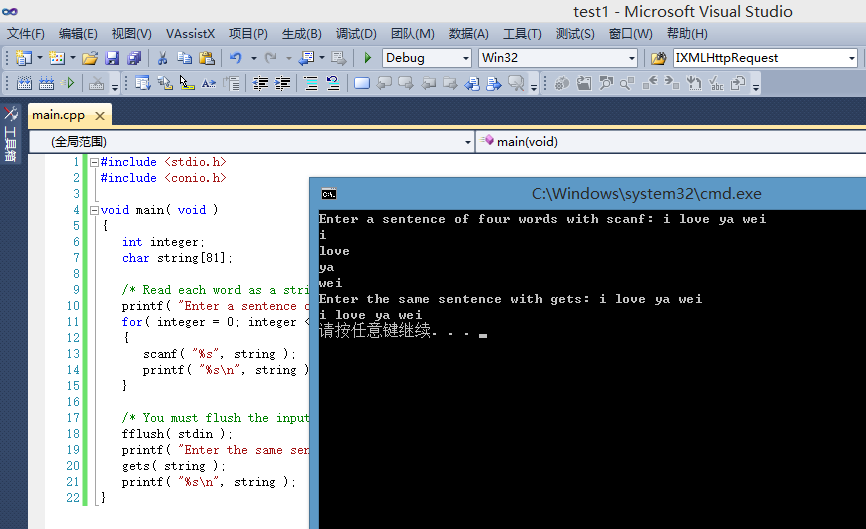 test1 - Microsoft Visual Studio
文件(F) 编辑(E) 视图(V) VAssistX 项目(P) 生成(B) 调试(D) 团队(M) 数据(A) 工具(T) 测试(S) 窗口(W) 帮助(H)
Debug Win32 IXMLHttpRequest
main.cpp
工具箱
(全局范围) main(void)
1 #include <stdio.h>
2 #include <conio.h>
3
4 void main( void )
5 {
6 int integer;
7 char string[81];
8
9 /* Read each word as a stri
10 printf( "Enter a sentence o
11 for( integer = 0; integer <
12 {
13 scanf( "%s", string );
14 printf( "%s\n", string )
15 }
16
17 /* You must flush the input
18 fflush( stdin );
19 printf( "Enter the same sen
20 gets( string );
21 printf( "%s\n", string );
22 }
C:\Windows\system32\cmd.exe
Enter a sentence of four words with scanf: i love ya wei
i
love
ya
wei
Enter the same sentence with gets: i love ya wei
i love ya wei
请按任意键继续. . .